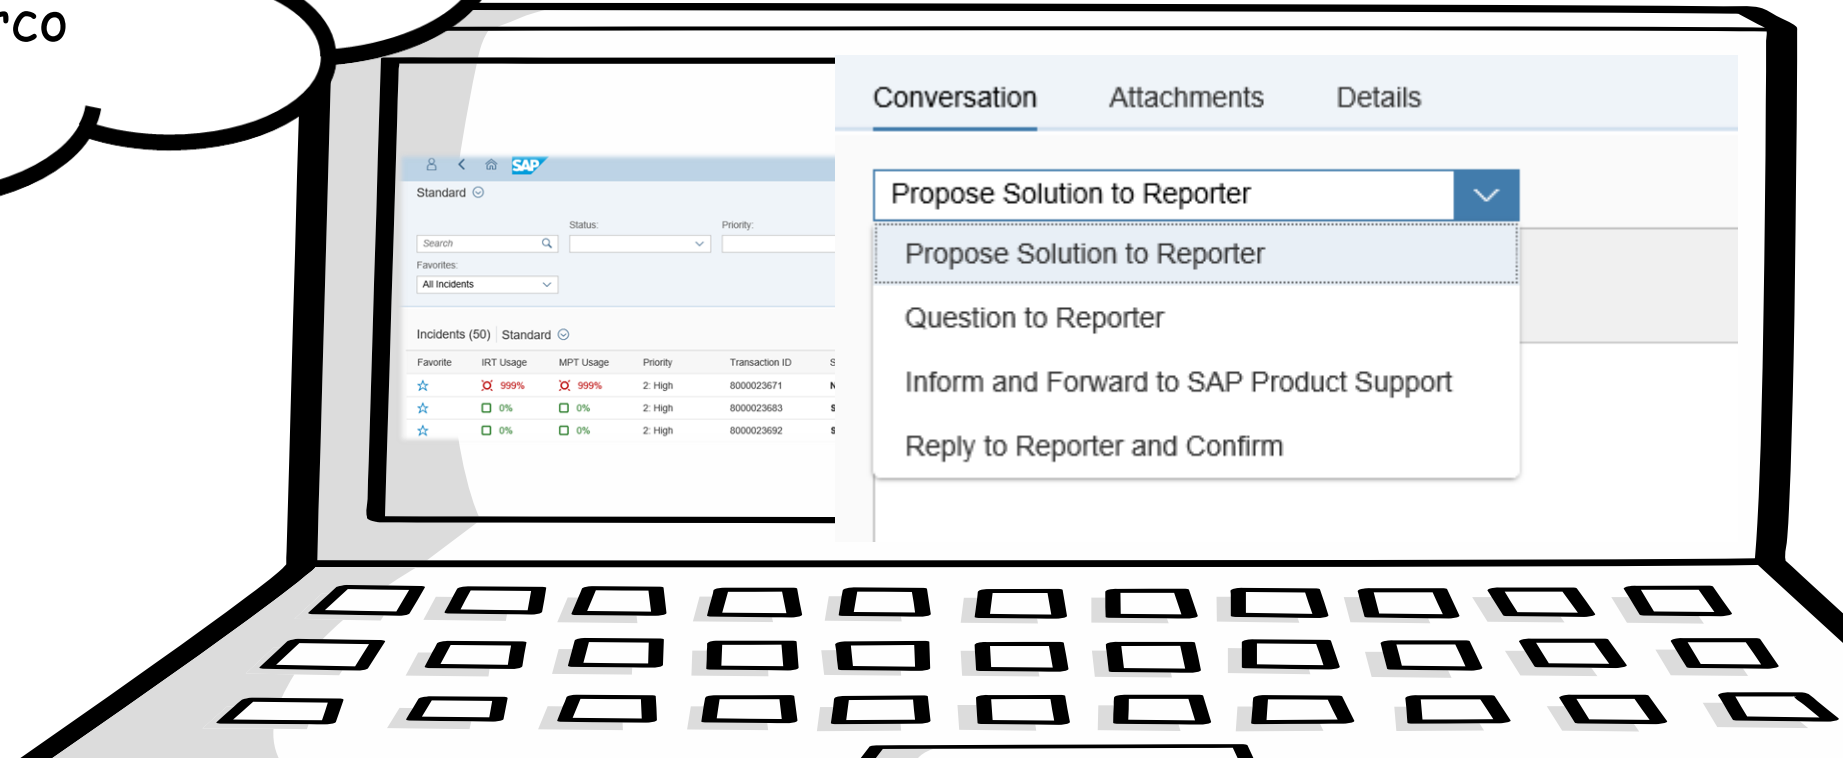 rco
SAP
Standard
Status:
Priority:
Search
Favorites:
All Incidents
Incidents (50) Standard
Favorite IRT Usage MPT Usage Priority Transaction ID S
999% 999% 2: High 8000023671 N
0% 0% 2: High 8000023683 S
0% 0% 2: High 8000023692 S
Conversation Attachments Details
Propose Solution to Reporter
Propose Solution to Reporter
Question to Reporter
Inform and Forward to SAP Product Support
Reply to Reporter and Confirm